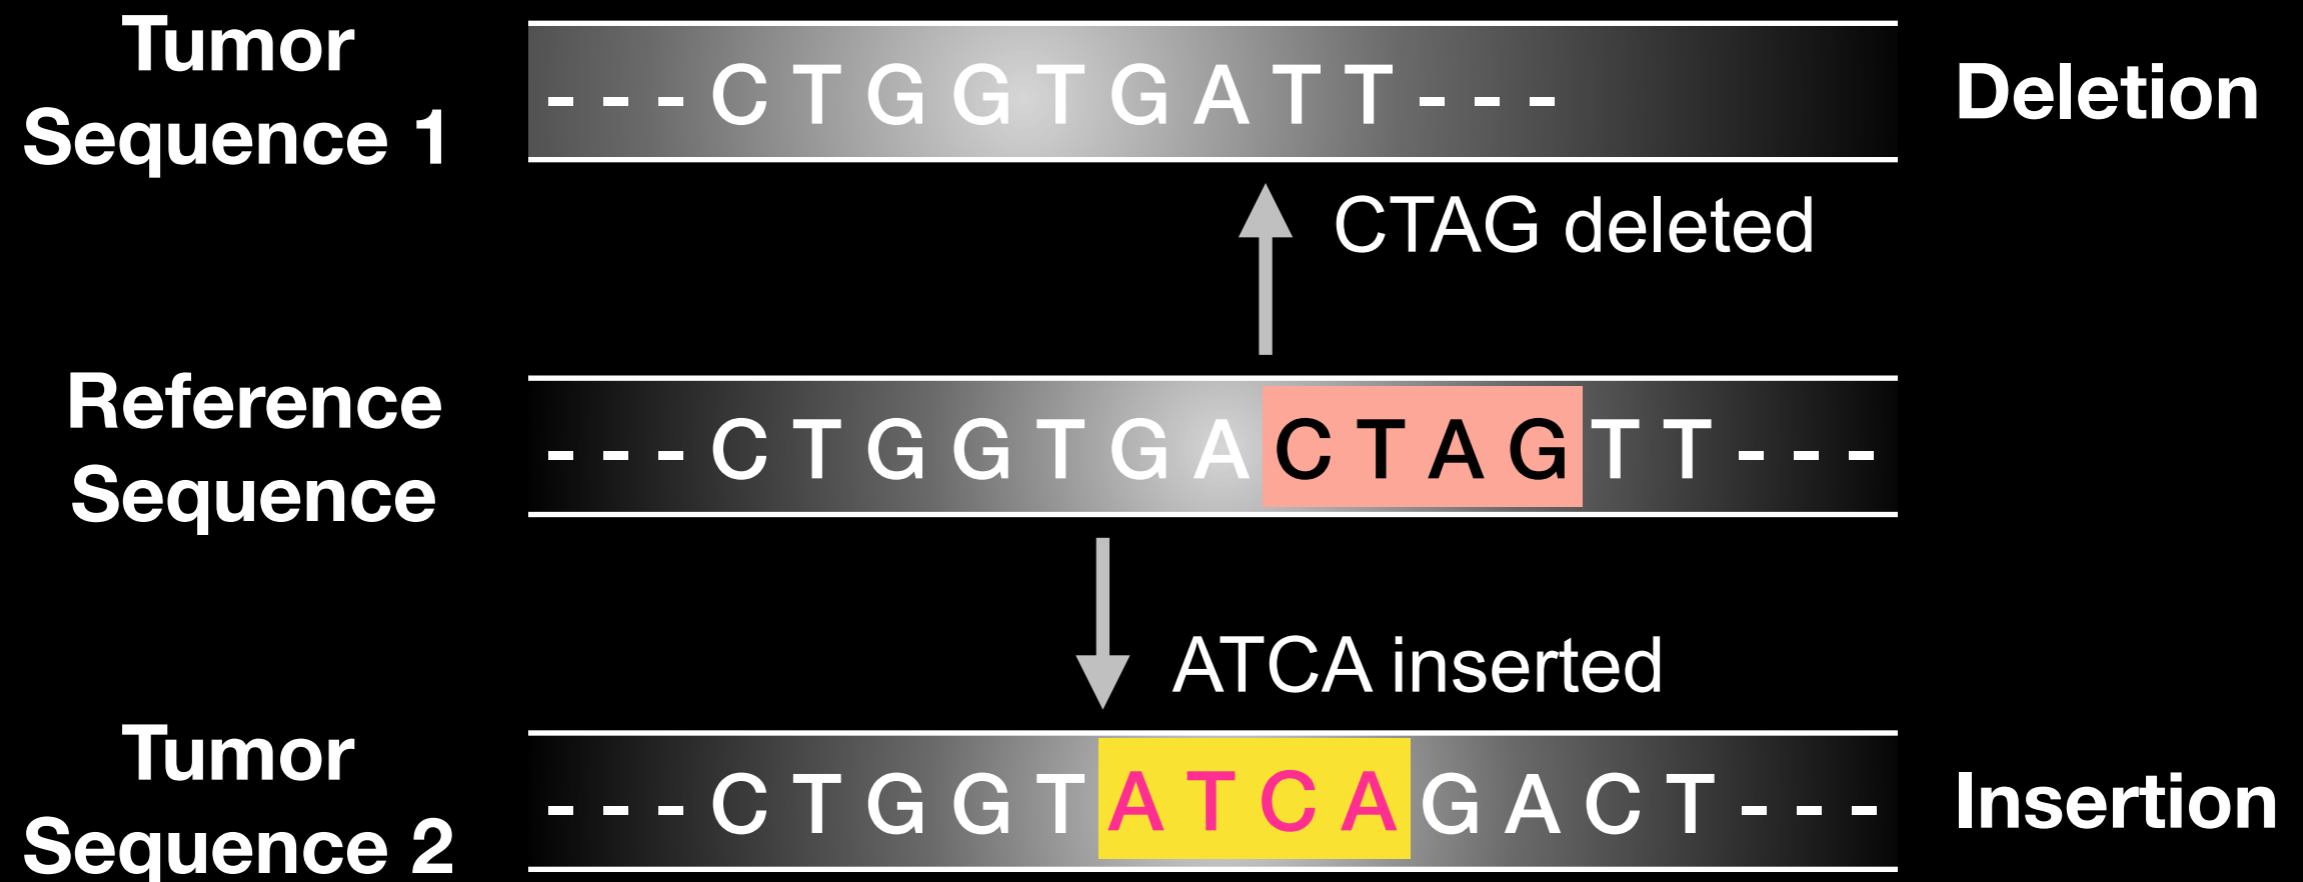 Tumor
Sequence 1
- - - C T G G T G A T T - - -
Deletion
CTAG deleted
Reference
Sequence
- - - C T G G T G A C T A G T T - - -
ATCA inserted
Tumor
Sequence 2
- - - C T G G T A T C A G A C T - - -
Insertion